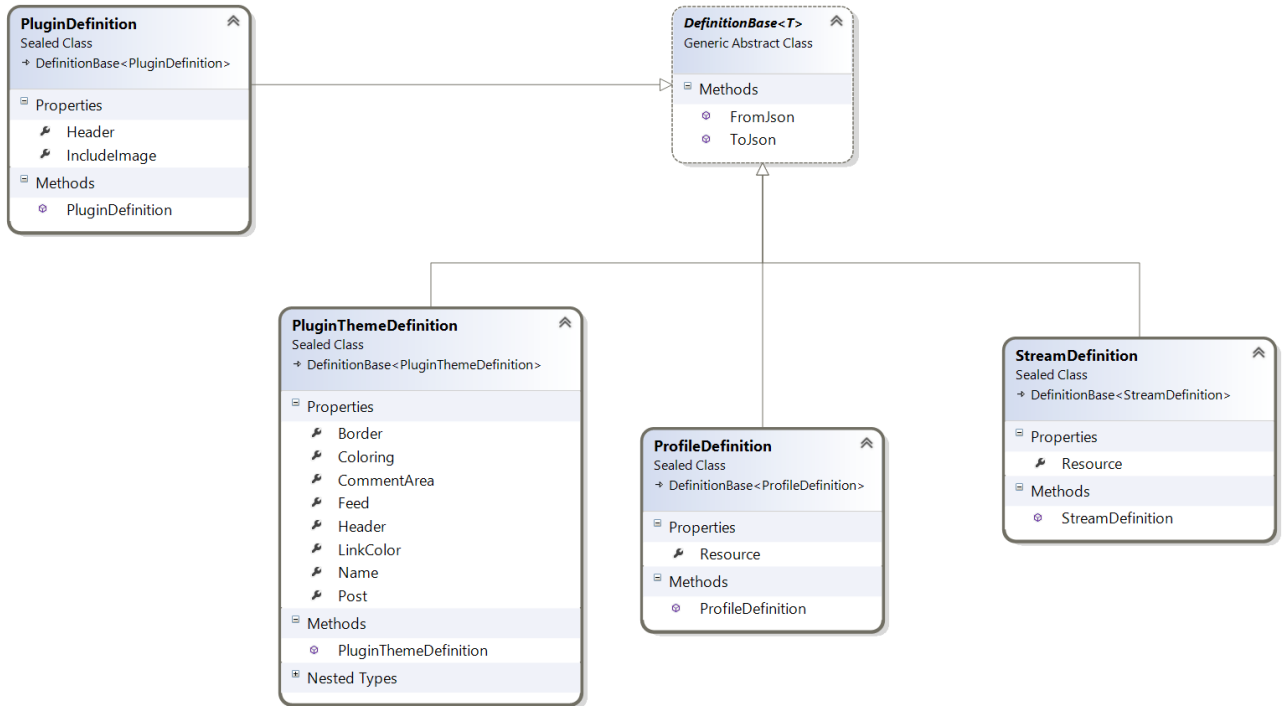 PluginDefinition
Sealed Class
DefinitionBase<PluginDefinition>
Properties
Header
IncludeImage
Methods
PluginDefinition
DefinitionBase<T>
Generic Abstract Class
Methods
FromJson
ToJson
PluginThemeDefinition
Sealed Class
DefinitionBase<PluginThemeDefinition>
Properties
Border
Coloring
CommentArea
Feed
Header
LinkColor
Name
Post
Methods
PluginThemeDefinition
Nested Types
ProfileDefinition
Sealed Class
DefinitionBase<ProfileDefinition>
Properties
Resource
Methods
ProfileDefinition
StreamDefinition
Sealed Class
DefinitionBase<StreamDefinition>
Properties
Resource
Methods
StreamDefinition